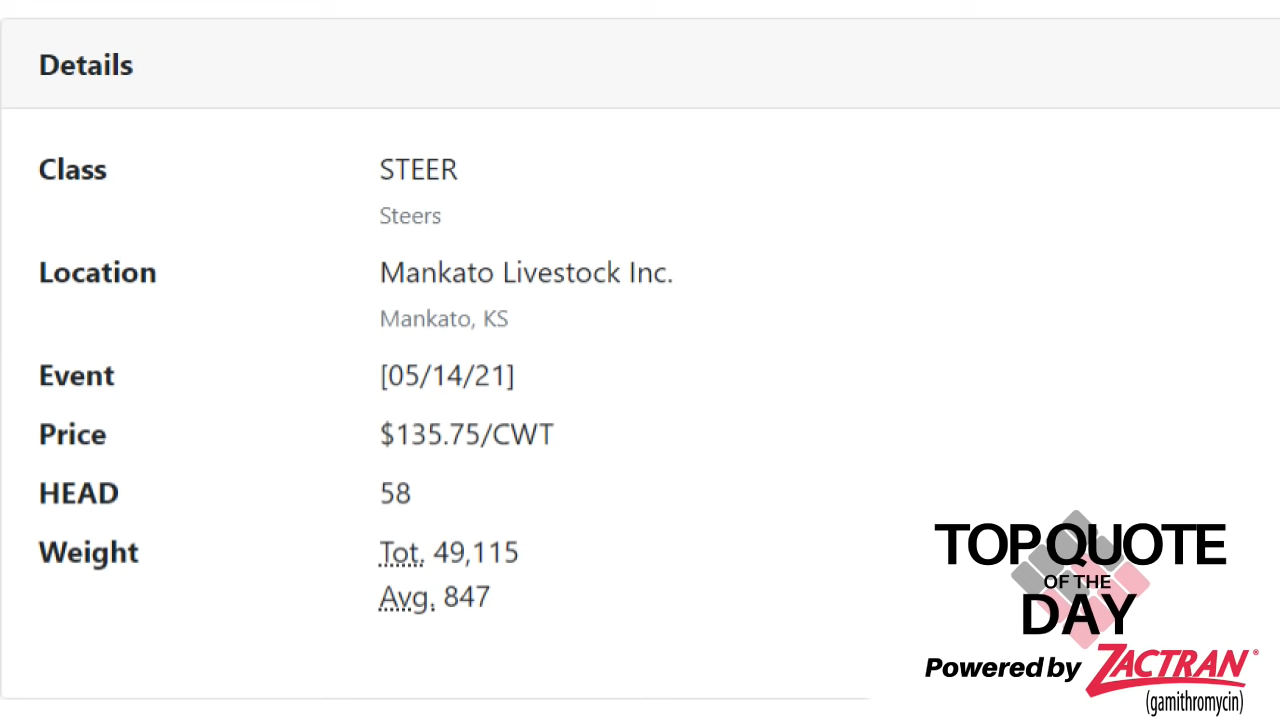 Details
Class STEER
Steers
Location Mankato Livestock Inc.
Mankato, KS
Event [05/14/21]
Price $135.75/CWT
HEAD 58
Weight Tot. 49,115
Avg. 847
TOP QUOTE
OF THE
DAY
Powered by ZACTRAN®
(gamithromycin)